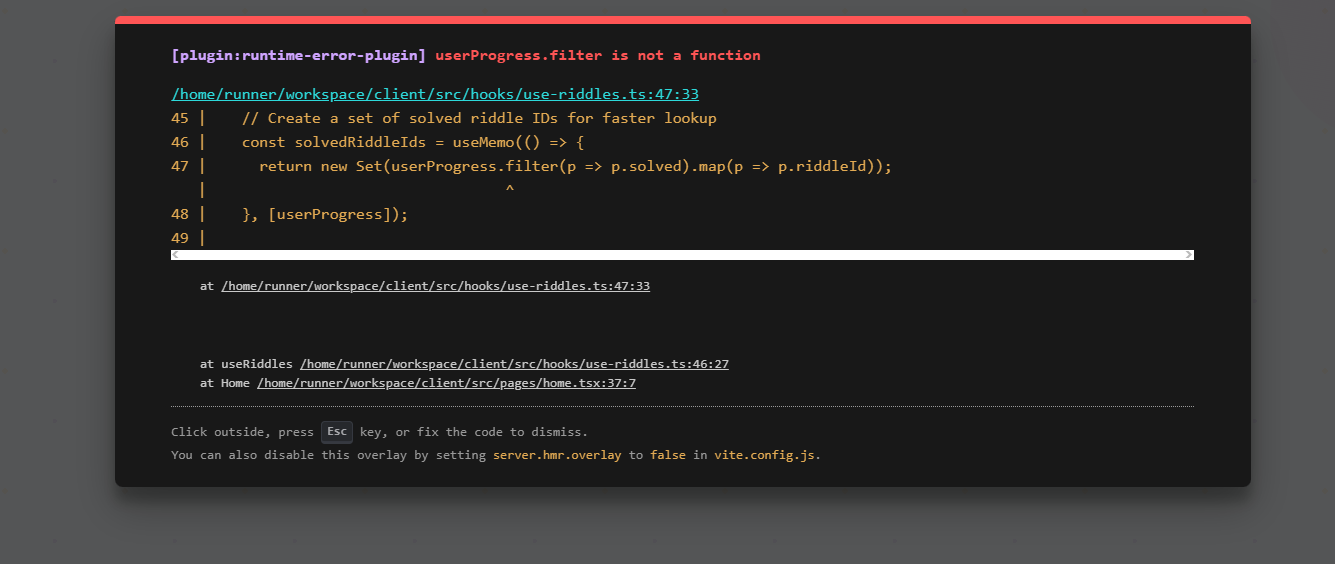 [plugin:runtime-error-plugin] userProgress.filter is not a function
/home/runner/workspace/client/src/hooks/use-riddles.ts:47:33
45 |    // Create a set of solved riddle IDs for faster lookup
46 |    const solvedRiddleIds = useMemo(() => {
47 |      return new Set(userProgress.filter(p => p.solved).map(p => p.riddleId));
   |                                  ^
48 |    }, [userProgress]);
49 |
at /home/runner/workspace/client/src/hooks/use-riddles.ts:47:33
at useRiddles /home/runner/workspace/client/src/hooks/use-riddles.ts:46:27
at Home /home/runner/workspace/client/src/pages/home.tsx:37:7
Click outside, press Esc key, or fix the code to dismiss.
You can also disable this overlay by setting server.hmr.overlay to false in vite.config.js.